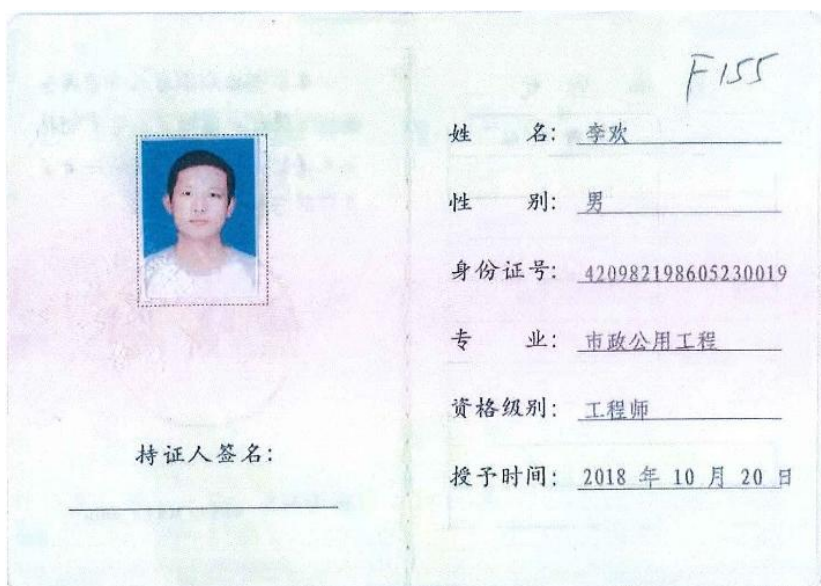 F155
姓 名：李欢
性 别：男
身份证号：420982198605230019
专 业：市政公用工程
资格级别：工程师
授予时间：2018 年 10 月 20 日
持证人签名：